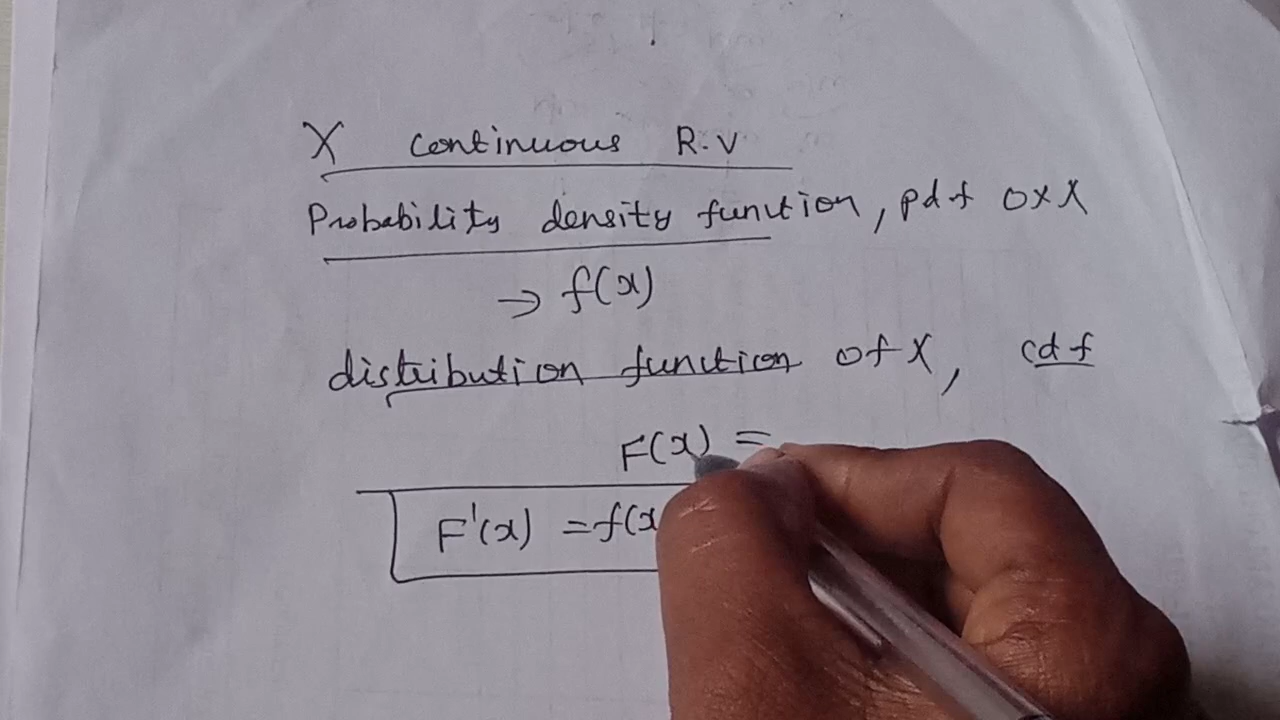 X continuous R.V
Probability density function, pdf of X
→ f(x)
distribution function of X, cdf
F(x) =
F'(x) = f(x